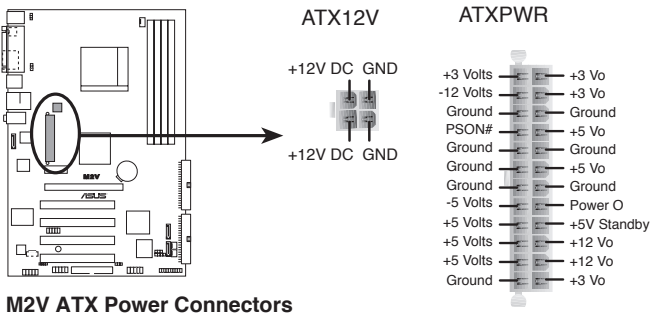 ATX12V
ATXPWR
+12V DC GND
+12V DC GND
+3 Volts +3 Vo
-12 Volts +3 Vo
Ground Ground
PSON# +5 Vo
Ground Ground
Ground +5 Vo
Ground Ground
-5 Volts Power O
+5 Volts +5V Standby
+5 Volts +12 Vo
+5 Volts +12 Vo
Ground +3 Vo
M2V
ASUS
M2V ATX Power Connectors